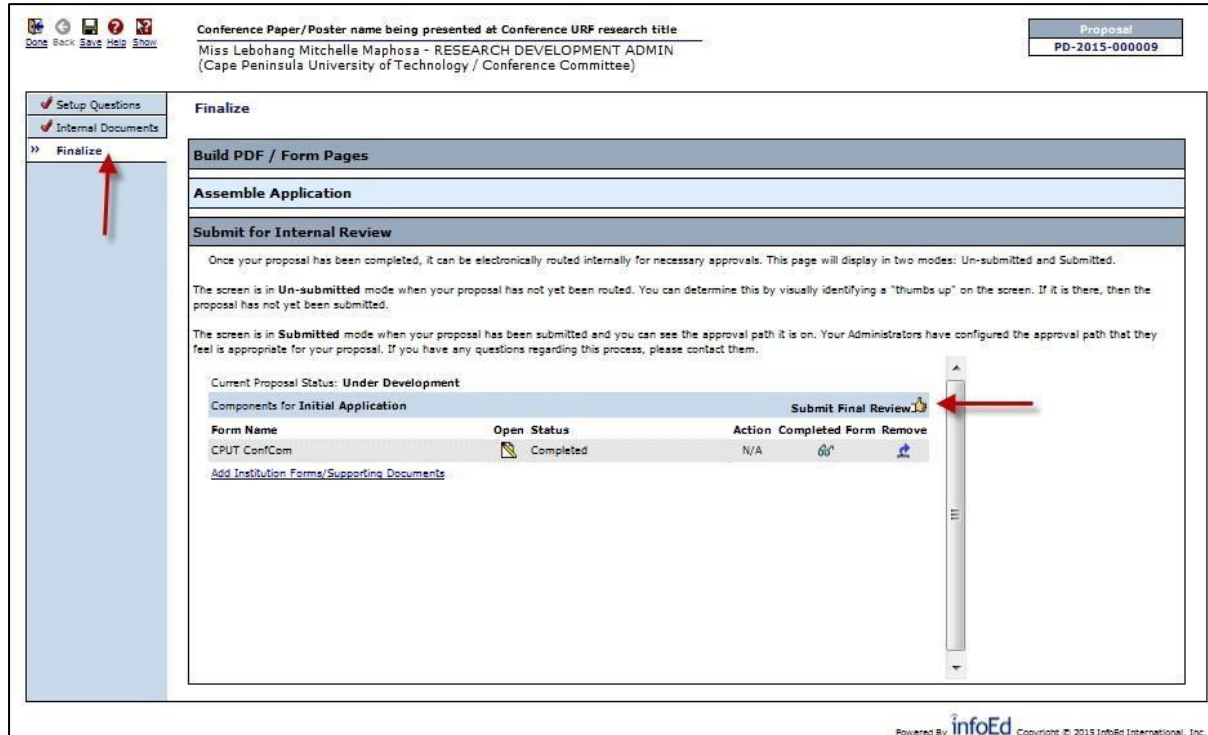 Done Back Save Help Show
Conference Paper/Poster name being presented at Conference URF research title
Miss Lebohang Mitchelle Maphosa - RESEARCH DEVELOPMENT ADMIN
(Cape Peninsula University of Technology / Conference Committee)
Proposal
PD-2015-000009
Setup Questions
Internal Documents
» Finalize
Finalize
Build PDF / Form Pages
Assemble Application
Submit for Internal Review
Once your proposal has been completed, it can be electronically routed internally for necessary approvals. This page will display in two modes: Un-submitted and Submitted.
The screen is in Un-submitted mode when your proposal has not yet been routed. You can determine this by visually identifying a "thumbs up" on the screen. If it is there, then the
proposal has not yet been submitted.
The screen is in Submitted mode when your proposal has been submitted and you can see the approval path it is on. Your Administrators have configured the approval path that they
feel is appropriate for your proposal. If you have any questions regarding this process, please contact them.
Current Proposal Status: Under Development
Components for Initial Application Submit Final Review
Form Name Open Status Action Completed Form Remove
CPUT ConfCom Completed N/A
Add Institution Forms/Supporting Documents
Powered By infoEd Copyright © 2015 InfoEd International, Inc.